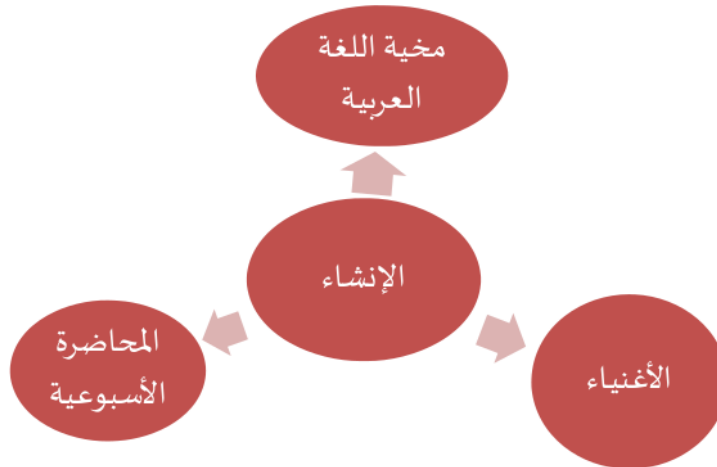 مخية اللغة
العربية
الإنشاء
المحاضرة
الأسبوعية
الأغنياء